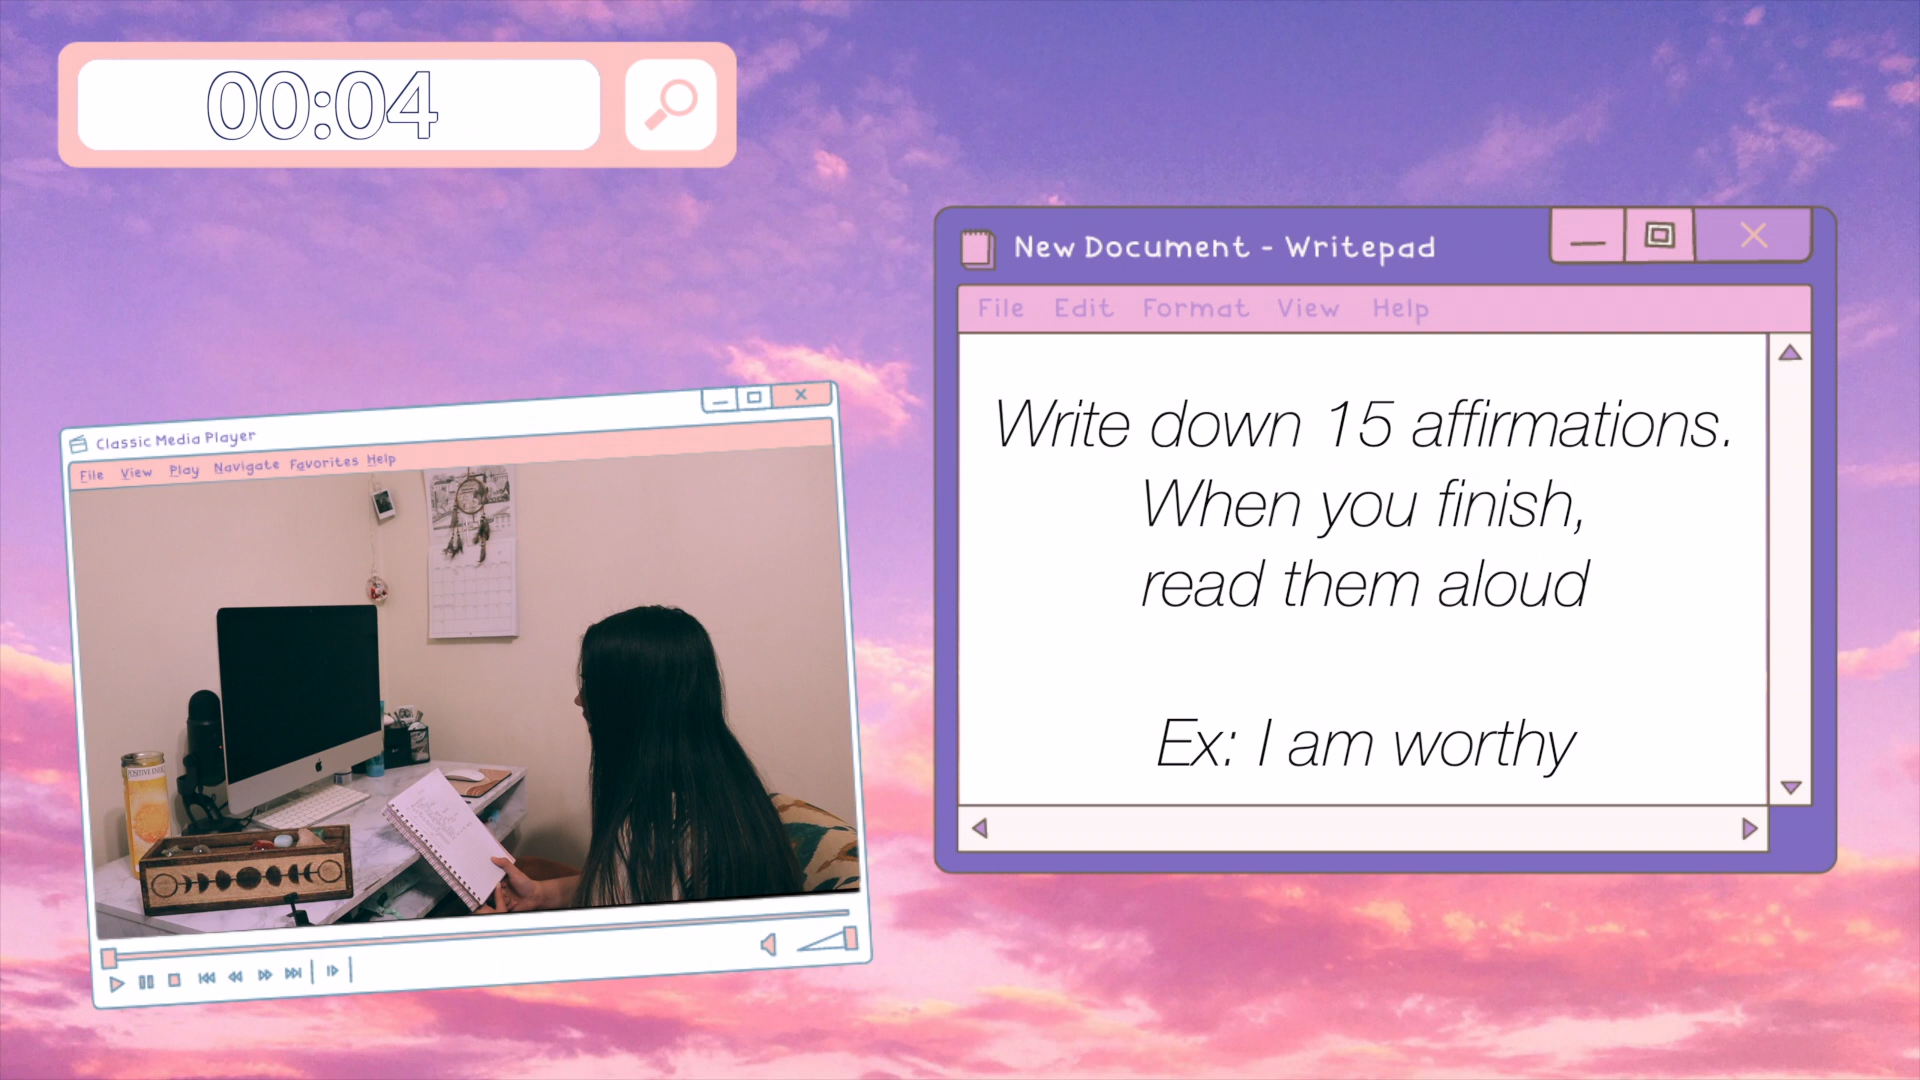 00:04
New Document - Writepad
File Edit Format View Help
Write down 15 affirmations.
When you finish,
read them aloud
Ex: I am worthy
Classic Media Player
File View Play Navigate Favorites Help